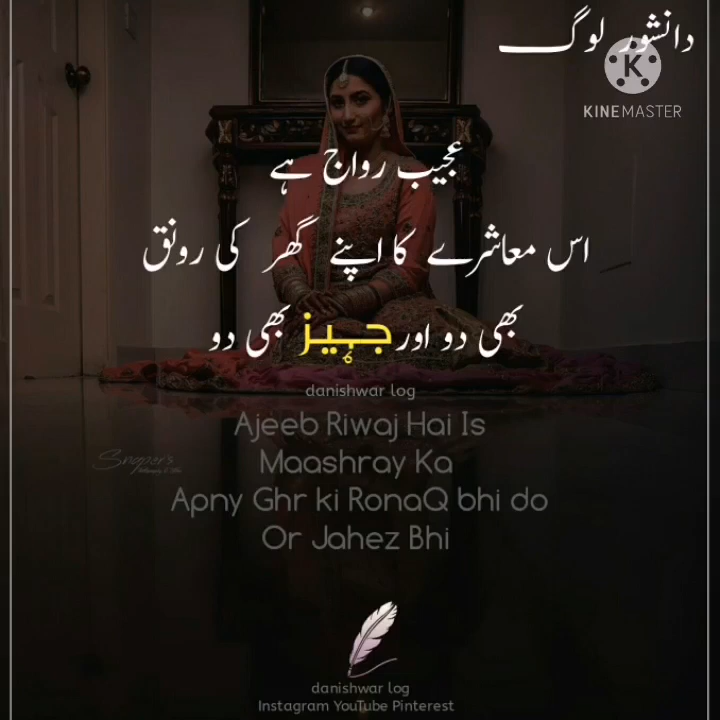 دانشور لوگ
K
KINEMASTER
عجیب رواج ہے
اس معاشرے کا اپنے گھر کی رونق
بھی دو اور جہیز بھی دو
danishwar log
Ajeeb Riwaj Hai Is
Maashray Ka
Snaper's
Apny Ghr ki RonaQ bhi do
Or Jahez Bhi
danishwar log
Instagram YouTube Pinterest